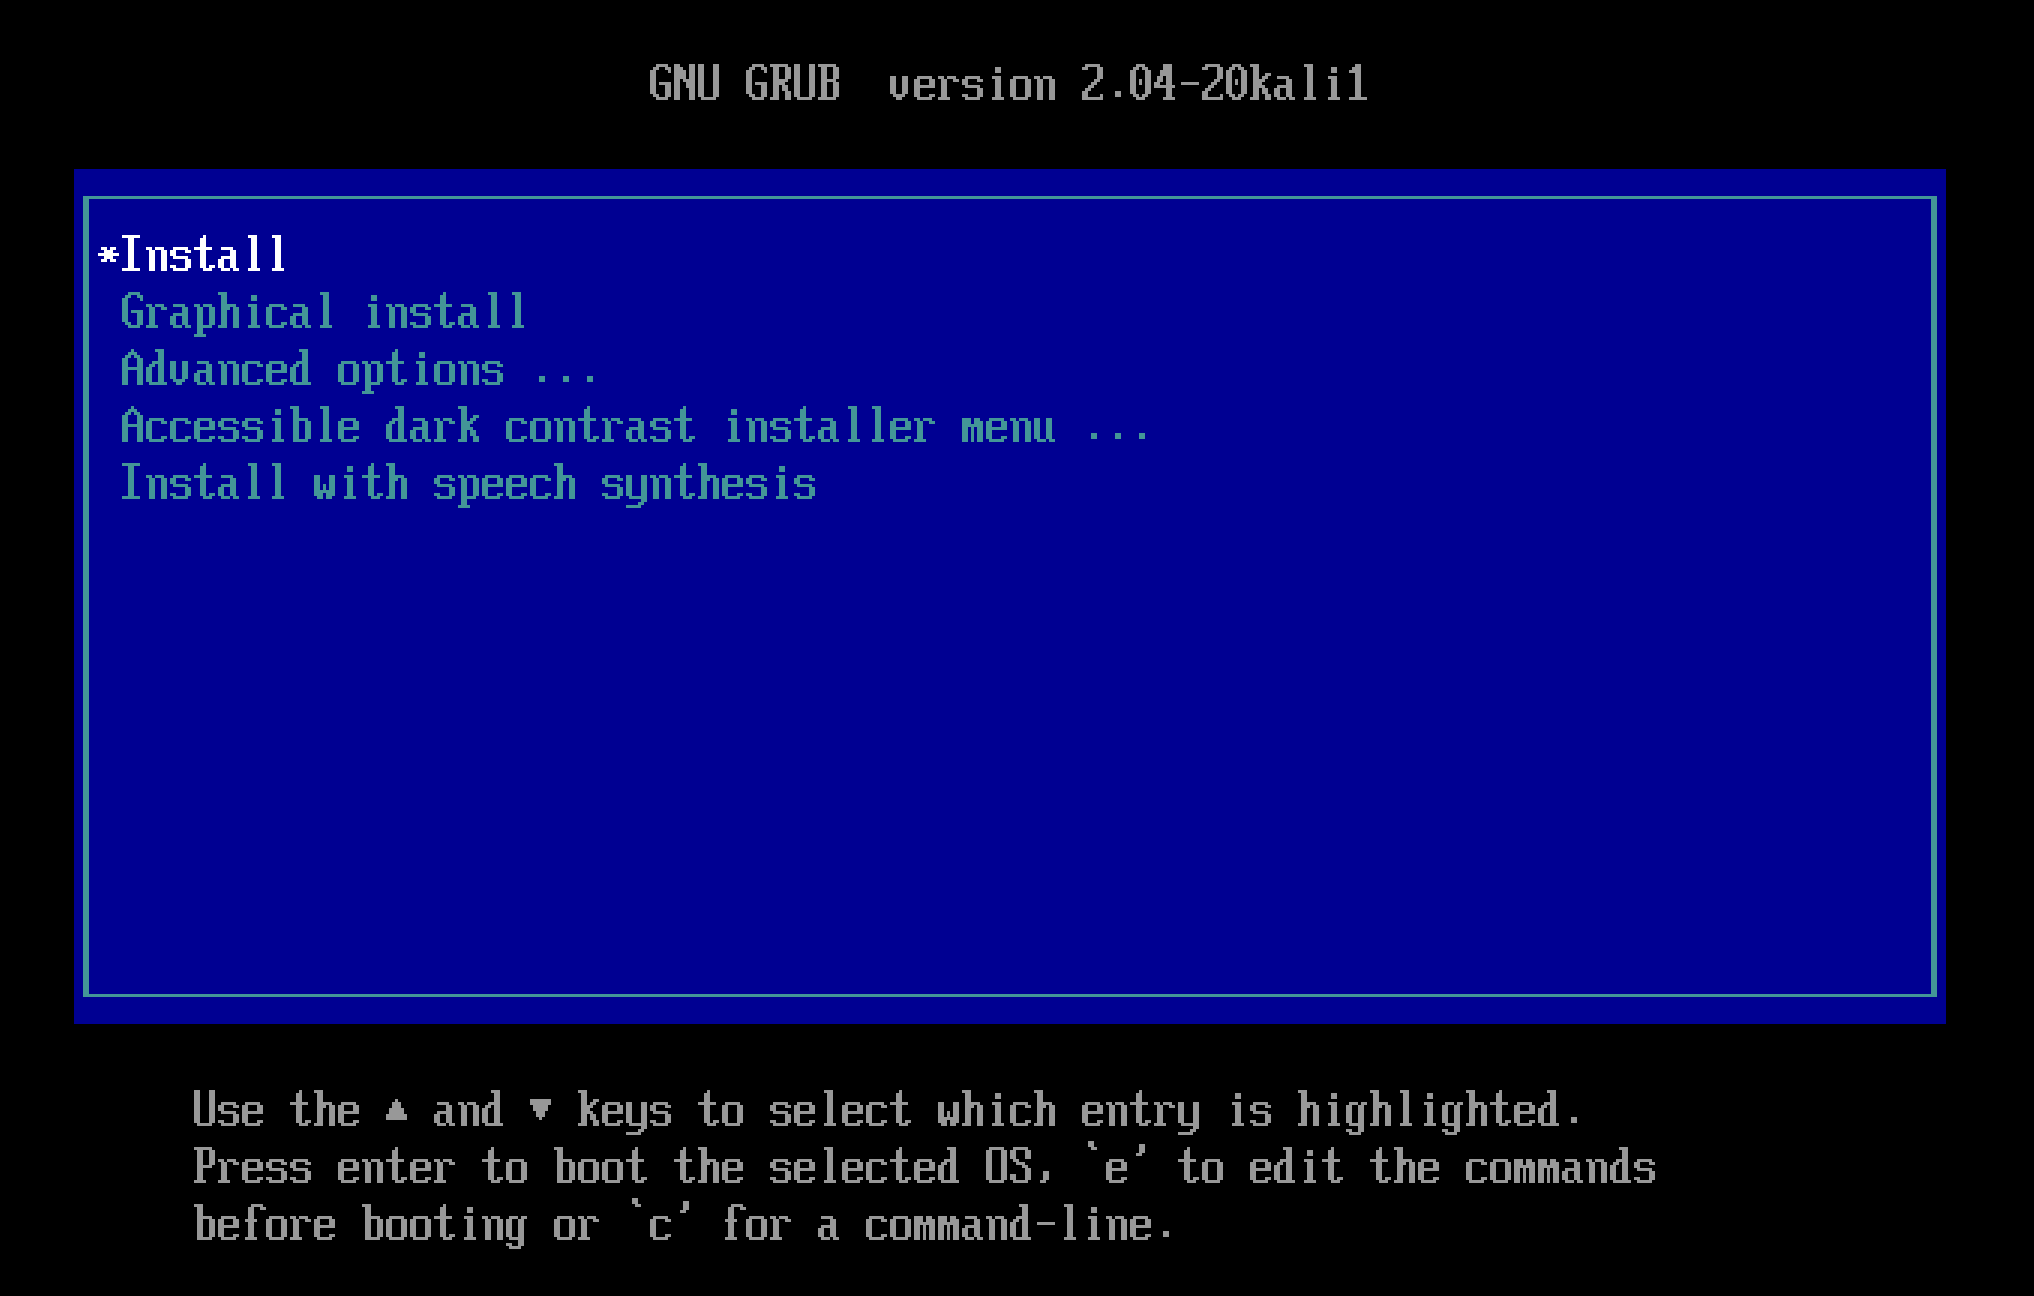 GNU GRUB  version 2.04-20kali1
*Install
Graphical install
Advanced options ...
Accessible dark contrast installer menu ...
Install with speech synthesis
Use the ▲ and ▼ keys to select which entry is highlighted.
Press enter to boot the selected OS, `e' to edit the commands
before booting or `c' for a command-line.